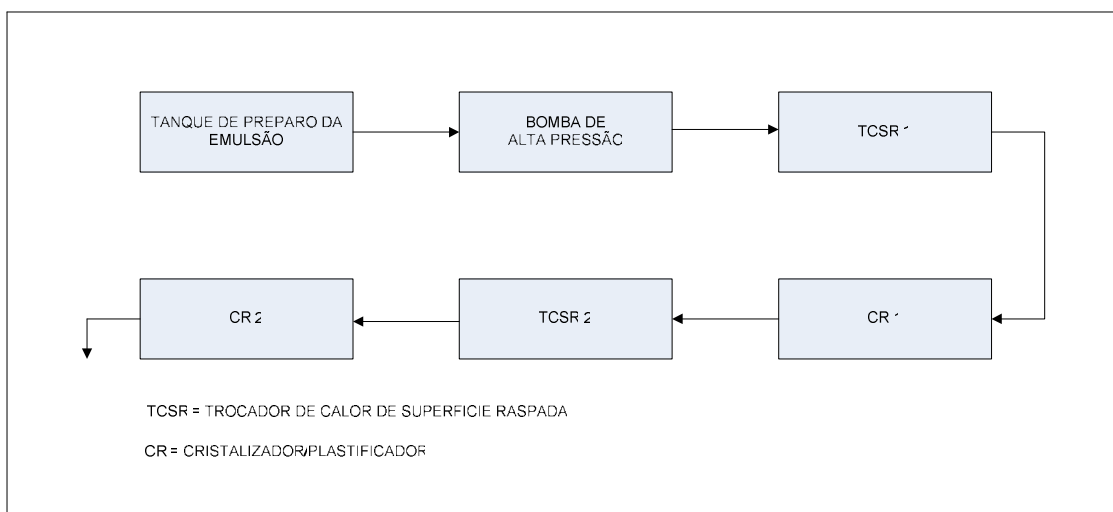 TANQUE DE PREPARO DA
EMULSÃO
BOMBA DE
ALTA PRESSÃO
TCSR 1
CR 2
TCSR 2
CR 1
TCSR = TROCADOR DE CALOR DE SUPERFICIE RASPADA
CR = CRISTALIZADOR/PLASTIFICADOR